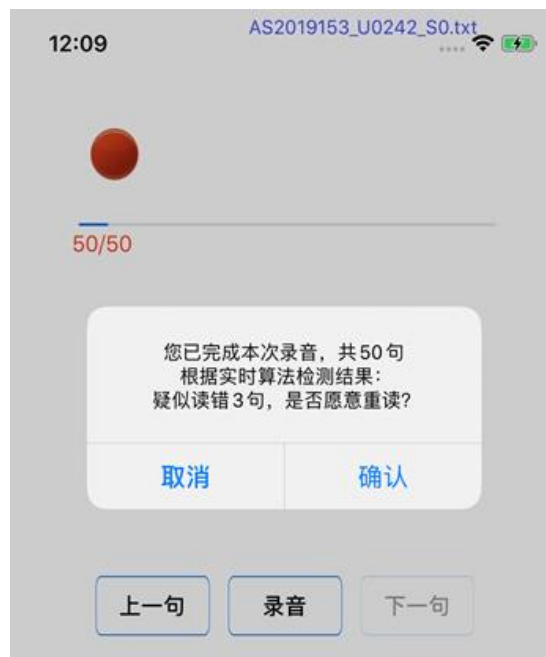 AS2019153_U0242_S0.txt
12:09
50/50
您已完成本次录音，共50句
根据实时算法检测结果：
疑似读错3句，是否愿意重读?
取消 确认
上一句 录音 下一句